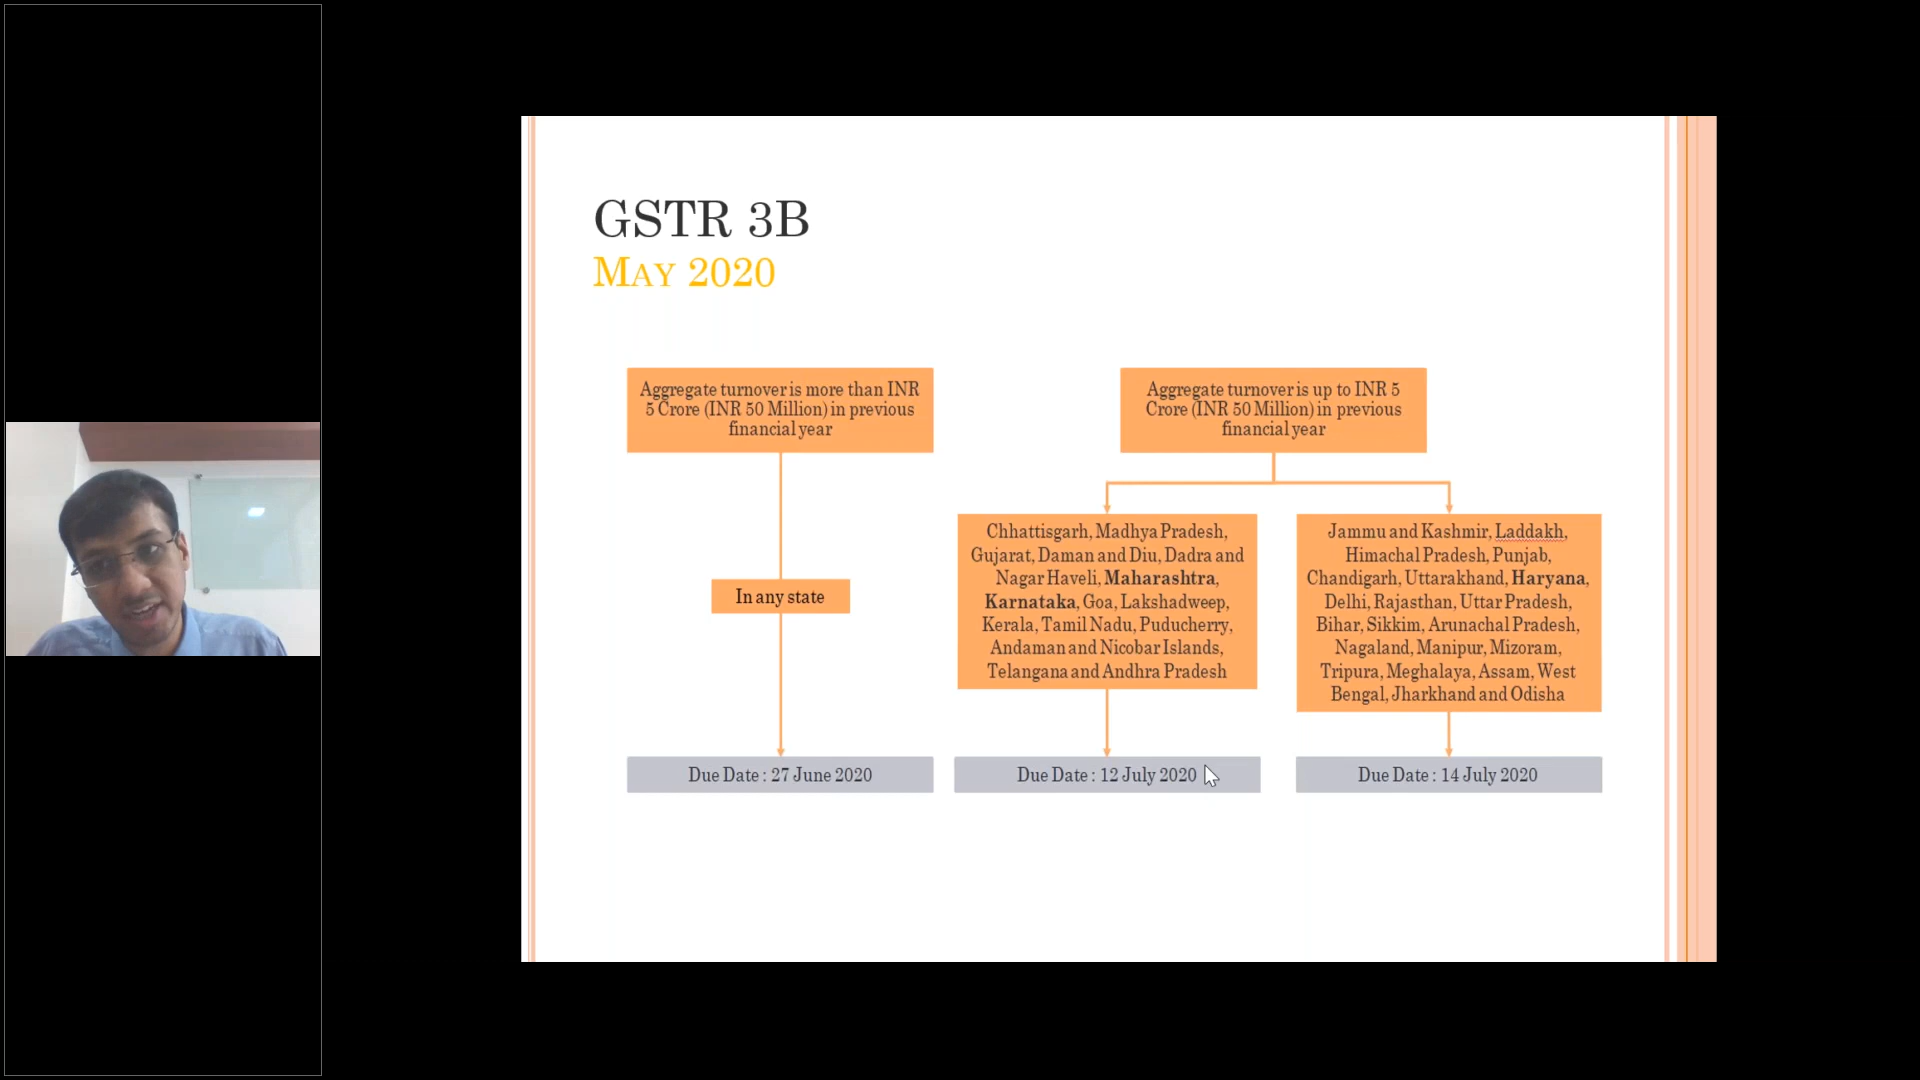 GSTR 3B
MAY 2020
Aggregate turnover is more than INR
5 Crore (INR 50 Million) in previous
financial year
In any state
Due Date : 27 June 2020
Aggregate turnover is up to INR 5
Crore (INR 50 Million) in previous
financial year
Chhattisgarh, Madhya Pradesh,
Gujarat, Daman and Diu, Dadra and
Nagar Haveli, Maharashtra,
Karnataka, Goa, Lakshadweep,
Kerala, Tamil Nadu, Puducherry,
Andaman and Nicobar Islands,
Telangana and Andhra Pradesh
Due Date : 12 July 2020
Jammu and Kashmir, Laddakh,
Himachal Pradesh, Punjab,
Chandigarh, Uttarakhand, Haryana,
Delhi, Rajasthan, Uttar Pradesh,
Bihar, Sikkim, Arunachal Pradesh,
Nagaland, Manipur, Mizoram,
Tripura, Meghalaya, Assam, West
Bengal, Jharkhand and Odisha
Due Date : 14 July 2020